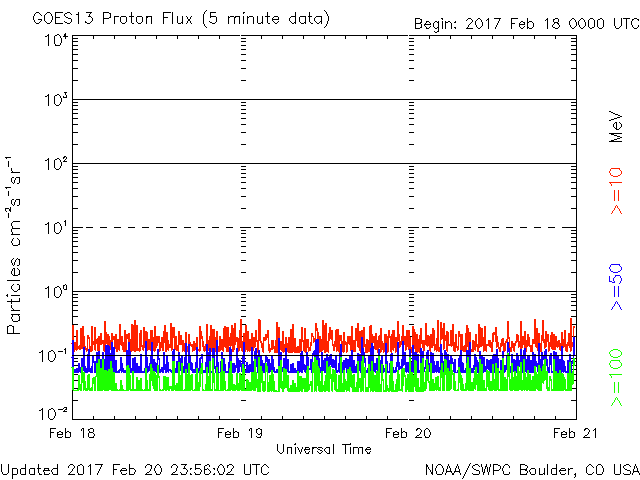 GOES13 Proton Flux (5 minute data)
Begin: 2017 Feb 18 0000 UTC
10⁴
10³
10²
10¹
10⁰
10⁻¹
10⁻²
Particles cm⁻²s⁻¹sr⁻¹
MeV
>=10
>=50
>=100
Feb 18
Feb 19
Feb 20
Feb 21
Universal Time
Updated 2017 Feb 20 23:56:02 UTC
NOAA/SWPC Boulder, CO USA